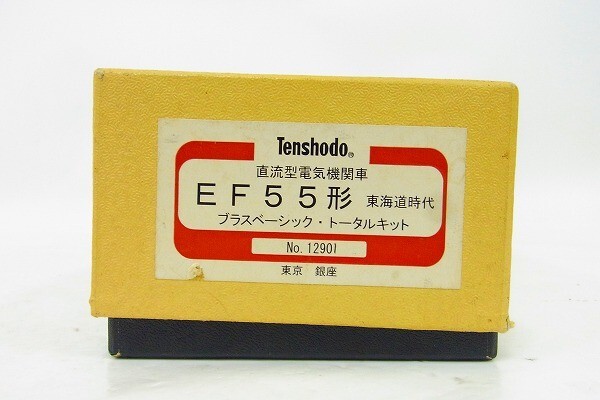 Tenshodo®
直流型電気機関車
EF55形 東海道時代
ブラスベーシック・トータルキット
No.12901
東京 銀座